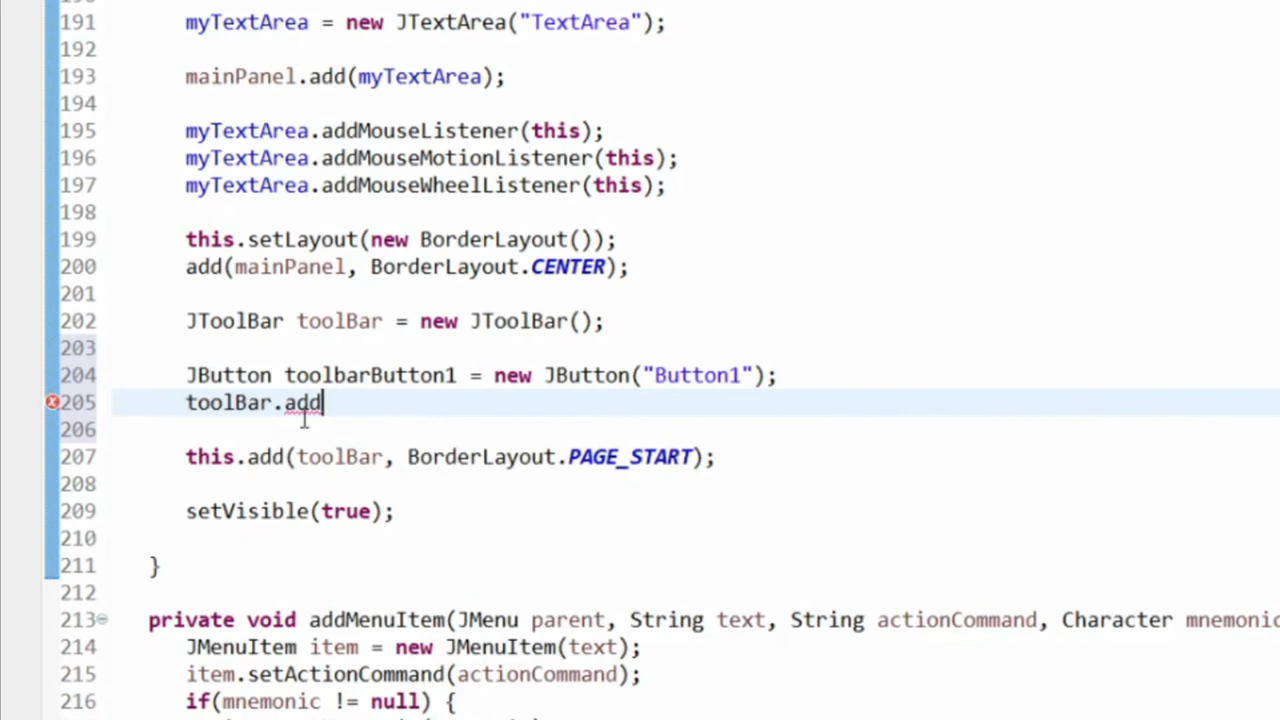 191 myTextArea = new JTextArea("TextArea");
192
193 mainPanel.add(myTextArea);
194
195 myTextArea.addMouseListener(this);
196 myTextArea.addMouseMotionListener(this);
197 myTextArea.addMouseWheelListener(this);
198
199 this.setLayout(new BorderLayout());
200 add(mainPanel, BorderLayout.CENTER);
201
202 JToolBar toolBar = new JToolBar();
203
204 JButton toolbarButton1 = new JButton("Button1");
205 toolBar.add
206
207 this.add(toolBar, BorderLayout.PAGE_START);
208
209 setVisible(true);
210
211 }
212
213 private void addMenuItem(JMenu parent, String text, String actionCommand, Character mnemonic
214 JMenuItem item = new JMenuItem(text);
215 item.setActionCommand(actionCommand);
216 if(mnemonic != null) {